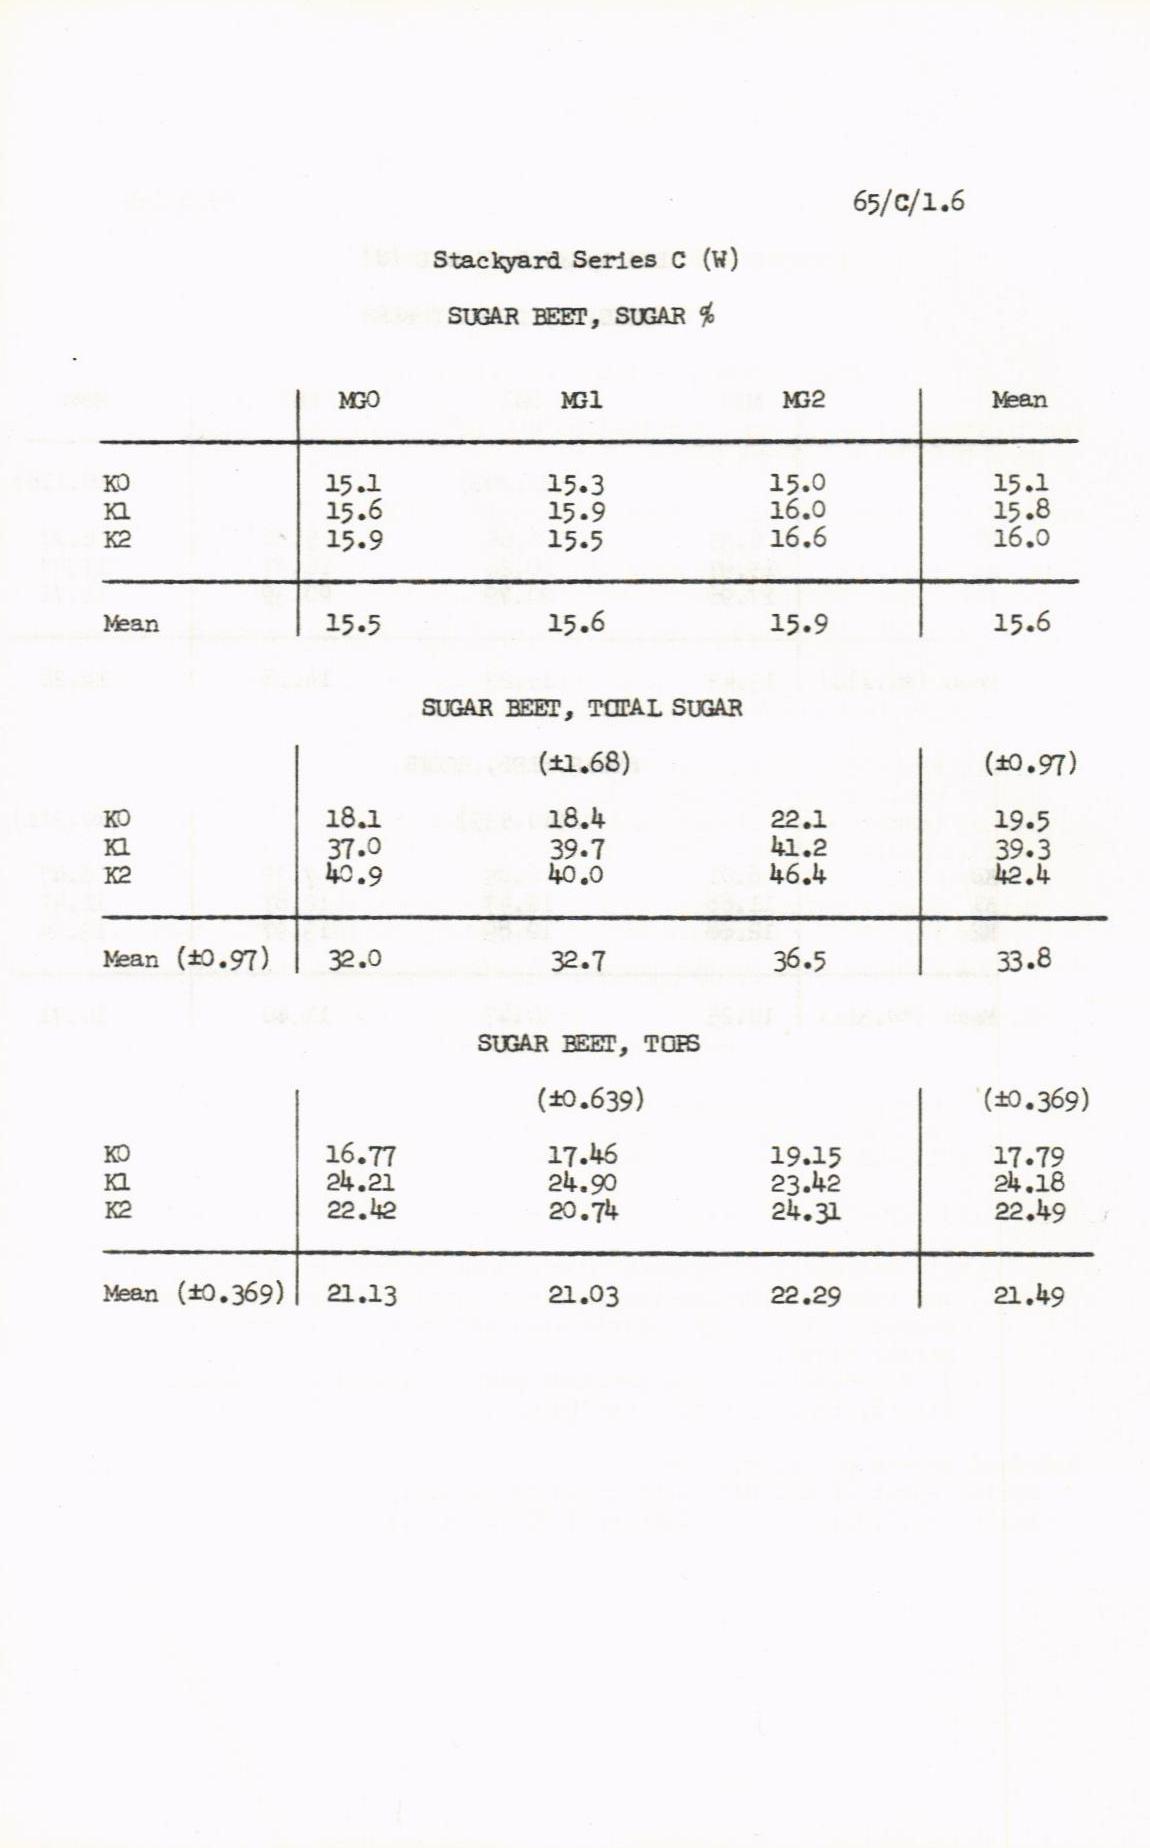 65/C/1.6
Stackyard Series C (W)
SUGAR BEET, SUGAR %
MG0 MG1 MG2 Mean
K0 15.1 15.3 15.0 15.1
K1 15.6 15.9 16.0 15.8
K2 15.9 15.5 16.6 16.0
Mean 15.5 15.6 15.9 15.6
SUGAR BEET, TOTAL SUGAR
(±1.68) (±0.97)
K0 18.1 18.4 22.1 19.5
K1 37.0 39.7 41.2 39.3
K2 40.9 40.0 46.4 42.4
Mean (±0.97) 32.0 32.7 36.5 33.8
SUGAR BEET, TOPS
(±0.639) (±0.369)
K0 16.77 17.46 19.15 17.79
K1 24.21 24.90 23.42 24.18
K2 22.42 20.74 24.31 22.49
Mean (±0.369) 21.13 21.03 22.29 21.49